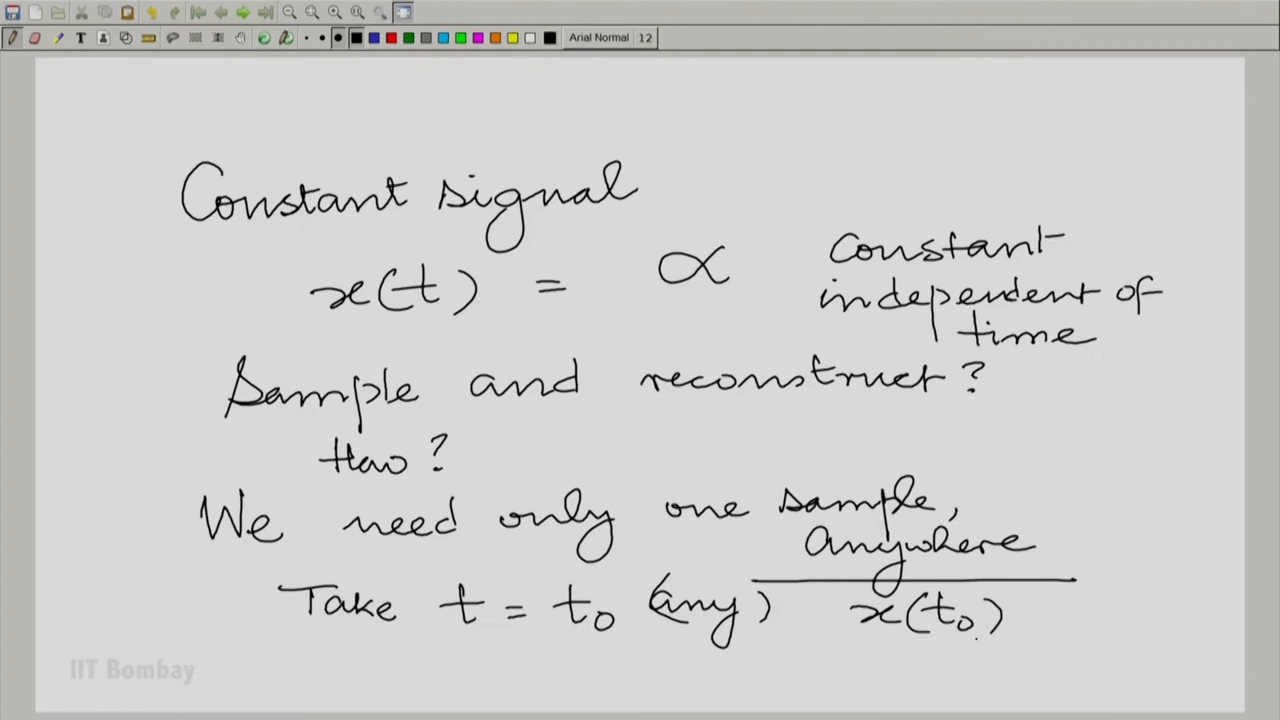 Arial Normal 12
Constant signal
x(t) = α constant
independent of
time
Sample and reconstruct?
How?
We need only one sample,
anywhere
Take t = t₀ (any) x(t₀)
IIT Bombay